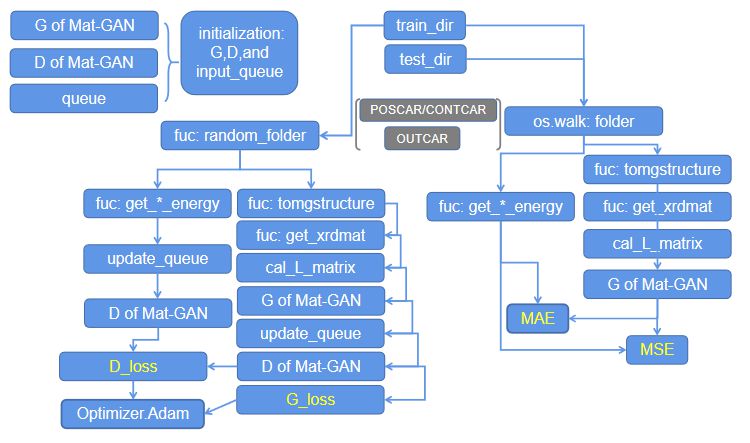 G of Mat-GAN
D of Mat-GAN
queue
initialization:
G,D,and
input_queue
train_dir
test_dir
POSCAR/CONTCAR
OUTCAR
fuc: random_folder
fuc: get_*_energy
update_queue
D of Mat-GAN
D_loss
Optimizer.Adam
fuc: tomgstructure
fuc: get_xrdmat
cal_L_matrix
G of Mat-GAN
update_queue
D of Mat-GAN
G_loss
os.walk: folder
fuc: get_*_energy
fuc: tomgstructure
fuc: get_xrdmat
cal_L_matrix
G of Mat-GAN
MAE
MSE